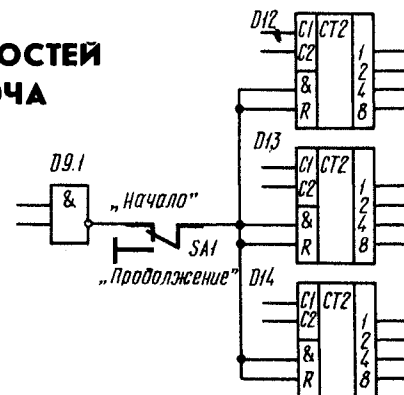 ОСТЕЙ
ЮЧА
D12
C1 CT2
C2
1
2
4
8
&
R
D13
C1 CT2
C2
1
2
4
8
&
R
D9.1
&
„Начало"
SA1
„Продолжение"
D14
C1 CT2
C2
1
2
4
8
&
R